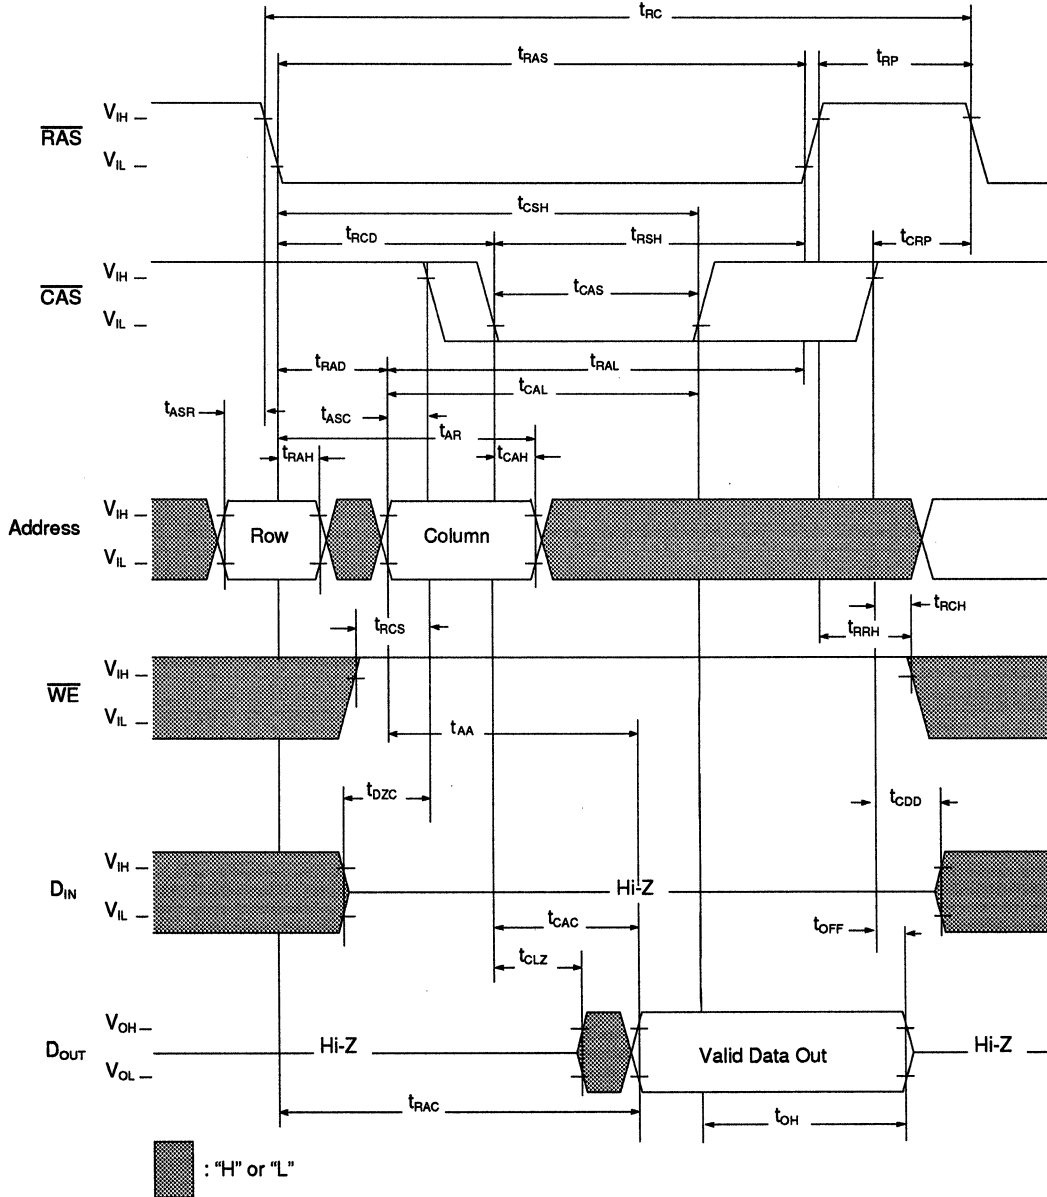 tRC
tRAS
tRP
RAS
VIH
VIL
tCSH
tRCD
tRSH
tCRP
CAS
VIH
VIL
tCAS
tRAD
tRAL
tCAL
tASR
tASC
tAR
tRAH
tCAH
Address
VIH
VIL
Row
Column
tRCH
tRCS
tRRH
WE
VIH
VIL
tAA
tDZC
tCDD
DIN
VIH
VIL
Hi-Z
tCAC
tOFF
tCLZ
DOUT
VOH
VOL
Hi-Z
Valid Data Out
Hi-Z
tRAC
tOH
: “H” or “L”